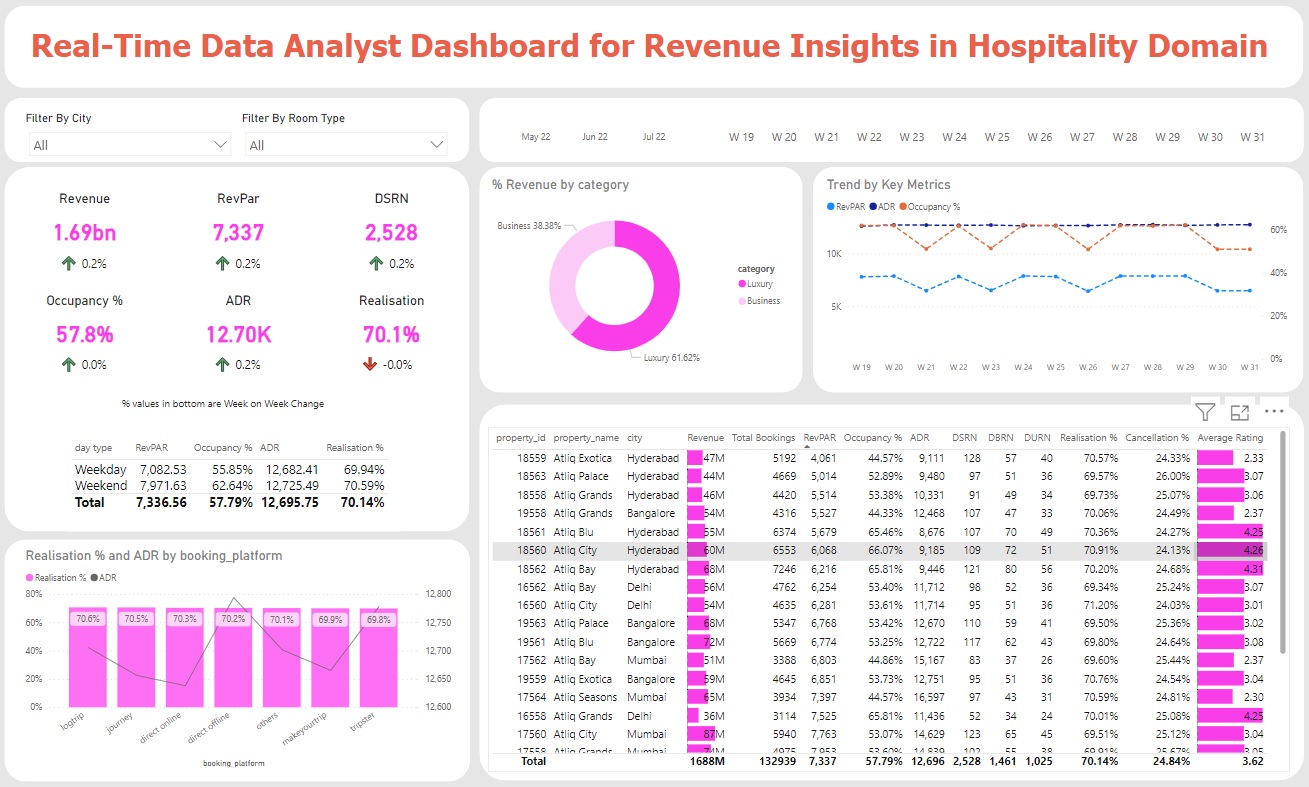 Real-Time Data Analyst Dashboard for Revenue Insights in Hospitality Domain
Filter By City
All
Filter By Room Type
All
May 22 Jun 22 Jul 22 W 19 W 20 W 21 W 22 W 23 W 24 W 25 W 26 W 27 W 28 W 29 W 30 W 31
Revenue RevPar DSRN
1.69bn 7,337 2,528
0.2% 0.2% 0.2%
Occupancy % ADR Realisation
57.8% 12.70K 70.1%
0.0% 0.2% -0.0%
% values in bottom are Week on Week Change
day type RevPAR Occupancy % ADR Realisation %
Weekday 7,082.53 55.85% 12,682.41 69.94%
Weekend 7,971.63 62.64% 12,725.49 70.59%
Total 7,336.56 57.79% 12,695.75 70.14%
% Revenue by category
Business 38.38%
Luxury 61.62%
category
Luxury
Business
Trend by Key Metrics
RevPAR ADR Occupancy %
10K
5K
60%
40%
20%
0%
W 19 W 20 W 21 W 22 W 23 W 24 W 25 W 26 W 27 W 28 W 29 W 30 W 31
Realisation % and ADR by booking_platform
Realisation % ADR
80%
60%
40%
20%
0%
70.6% 70.5% 70.3% 70.2% 70.1% 69.9% 69.8%
12,800
12,750
12,700
12,650
12,600
logtrip journey direct online direct offline others makeyourtrip tripster
booking_platform
property_id property_name city Revenue Total Bookings RevPAR Occupancy % ADR DSRN DBRN DURN Realisation % Cancellation % Average Rating
18559 Atliq Exotica Hyderabad 47M 5192 4,061 44.57% 9,111 128 57 40 70.57% 24.33% 2.33
18563 Atliq Palace Hyderabad 44M 4669 5,014 52.89% 9,480 97 51 36 69.57% 26.00% 3.07
18558 Atliq Grands Hyderabad 46M 4420 5,514 53.38% 10,331 91 49 34 69.73% 25.07% 3.06
19558 Atliq Grands Bangalore 54M 4316 5,527 44.33% 12,468 107 47 33 70.06% 24.49% 2.37
18561 Atliq Blu Hyderabad 55M 6374 5,679 65.46% 8,676 107 70 49 70.36% 24.27% 4.25
18560 Atliq City Hyderabad 60M 6553 6,068 66.07% 9,185 109 72 51 70.91% 24.13% 4.26
18562 Atliq Bay Hyderabad 68M 7246 6,216 65.81% 9,446 121 80 56 70.20% 24.68% 4.31
16562 Atliq Bay Delhi 56M 4762 6,254 53.40% 11,712 98 52 36 69.34% 25.24% 3.07
16560 Atliq City Delhi 54M 4635 6,281 53.61% 11,714 95 51 36 71.20% 24.03% 3.01
19563 Atliq Palace Bangalore 68M 5347 6,768 53.42% 12,670 110 59 41 69.50% 25.36% 3.02
19561 Atliq Blu Bangalore 72M 5669 6,774 53.25% 12,722 117 62 43 69.80% 24.64% 3.08
17562 Atliq Bay Mumbai 51M 3388 6,803 44.86% 15,167 83 37 26 69.60% 25.44% 2.37
19559 Atliq Exotica Bangalore 59M 4645 6,851 53.73% 12,751 95 51 36 70.76% 24.54% 3.04
17564 Atliq Seasons Mumbai 65M 3934 7,397 44.57% 16,597 97 43 31 70.59% 24.81% 2.30
16558 Atliq Grands Delhi 36M 3114 7,525 65.81% 11,436 52 34 24 70.01% 25.08% 4.25
17560 Atliq City Mumbai 87M 5940 7,763 53.07% 14,629 123 65 45 69.51% 25.12% 3.04
17558 Atliq Grands Mumbai 74M 4975 7,953 53.60% 14,839 102 55 38 69.91% 25.67% 3.05
Total 1688M 132939 7,337 57.79% 12,696 2,528 1,461 1,025 70.14% 24.84% 3.62